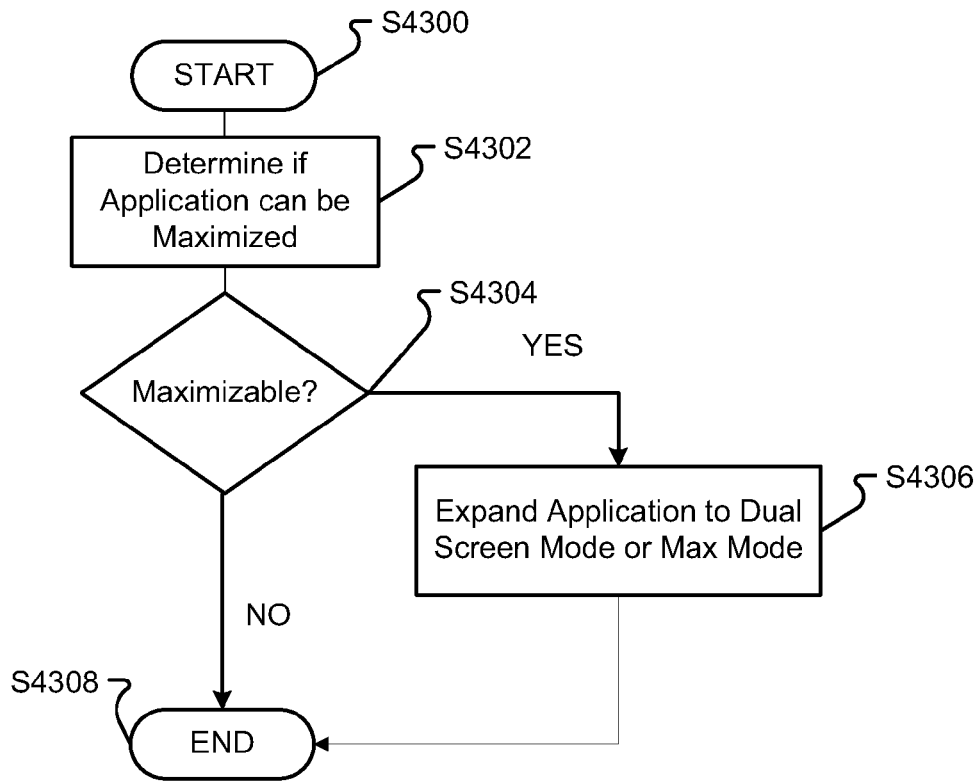 S4300
START
S4302
Determine if
Application can be
Maximized
S4304
YES
Maximizable?
S4306
Expand Application to Dual
Screen Mode or Max Mode
NO
S4308
END